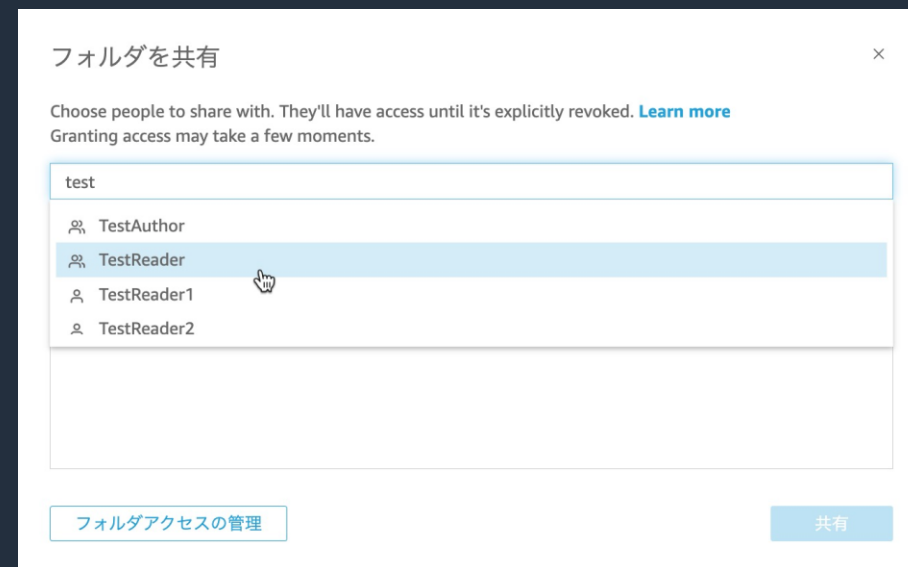 フォルダを共有
×
Choose people to share with. They'll have access until it's explicitly revoked. Learn more
Granting access may take a few moments.
test
TestAuthor
TestReader
TestReader1
TestReader2
フォルダアクセスの管理
共有